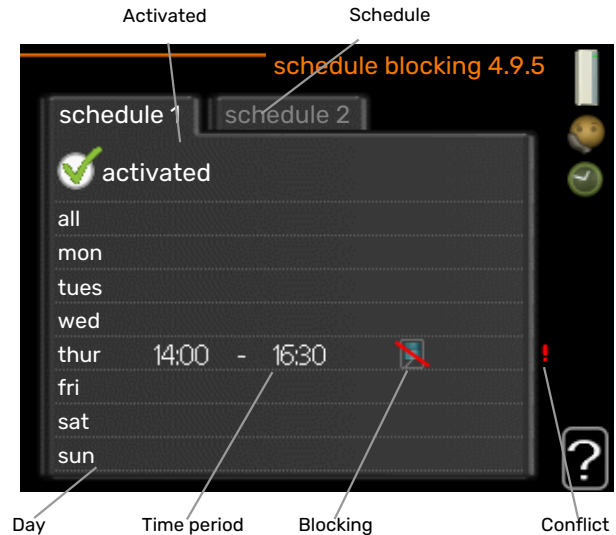 Activated Schedule
schedule blocking 4.9.5
schedule 1 schedule 2
activated
all
mon
tues
wed
thur 14:00 - 16:30 !
fri
sat
sun
?
Day Time period Blocking Conflict